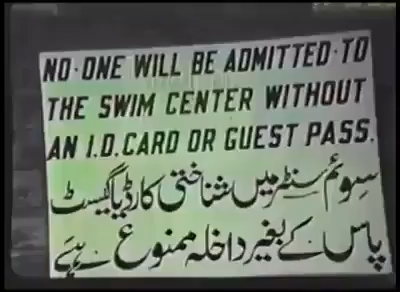 NO·ONE WILL BE ADMITTED·TO
THE SWIM CENTER WITHOUT
AN I.D.CARD OR GUEST PASS.
سوئم سنٹر میں شناختی کارڈ یا گیسٹ
پاس کے بغیر داخلہ ممنوع ہے